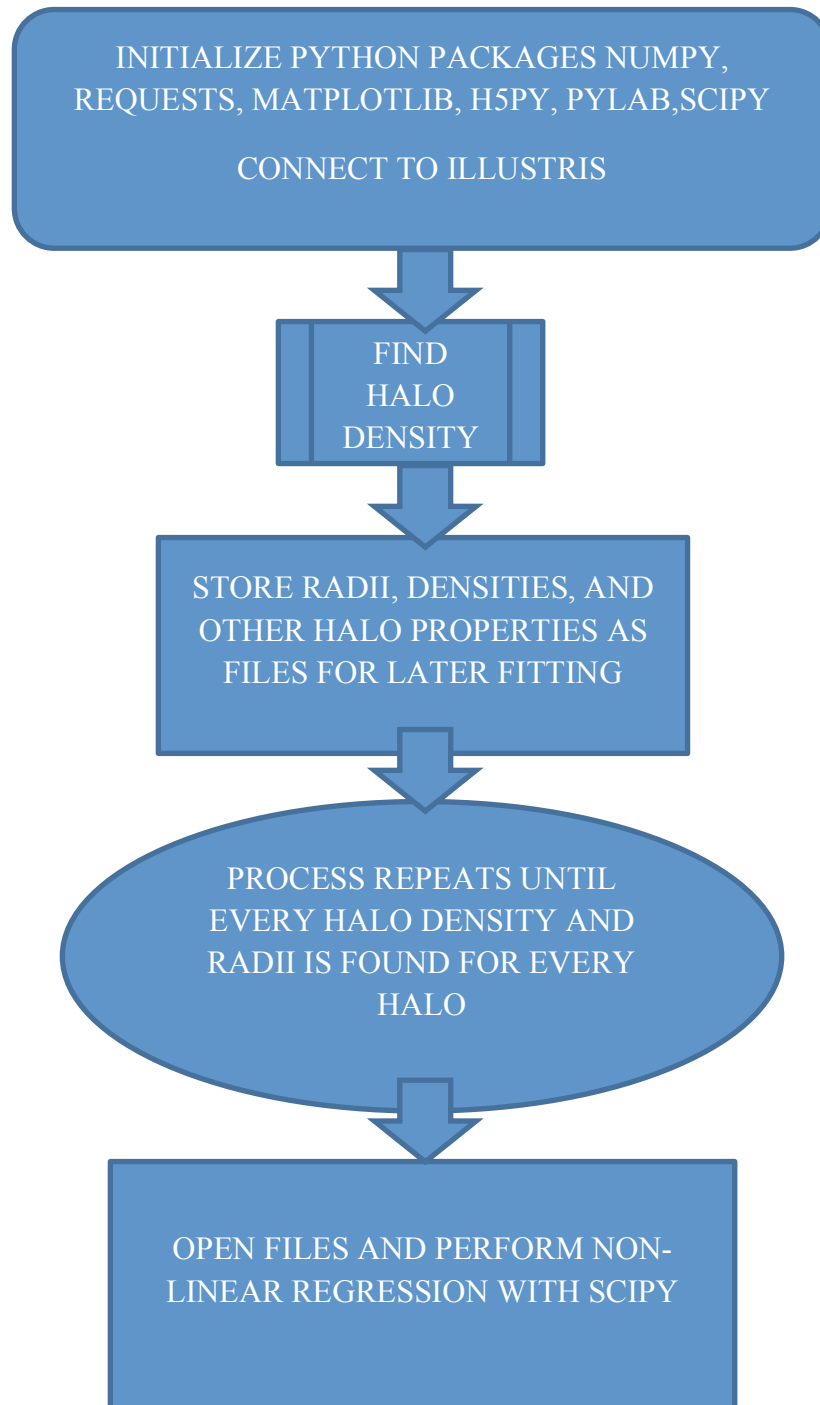 INITIALIZE PYTHON PACKAGES NUMPY,
REQUESTS, MATPLOTLIB, H5PY, PYLAB,SCIPY
CONNECT TO ILLUSTRIS
FIND
HALO
DENSITY
STORE RADII, DENSITIES, AND
OTHER HALO PROPERTIES AS
FILES FOR LATER FITTING
PROCESS REPEATS UNTIL
EVERY HALO DENSITY AND
RADII IS FOUND FOR EVERY
HALO
OPEN FILES AND PERFORM NON-
LINEAR REGRESSION WITH SCIPY